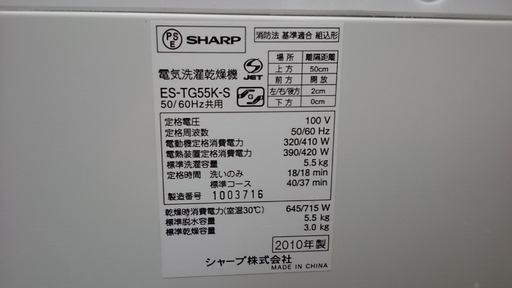 PSE SHARP
消防法 基準適合 組込形
電気洗濯乾燥機
JET
ES-TG55K-S
50/60Hz共用
場所 離隔距離
上方 50cm
前方 開放
左/右/後方 2cm
下方 0cm
定格電圧 100 V
定格周波数 50/60 Hz
電動機定格消費電力 320/410 W
電熱装置定格消費電力 390/420 W
標準洗濯容量 5.5 kg
定格時間 洗いのみ 18/18 min
標準コース 40/37 min
製造番号 1003716
乾燥時消費電力(室温30℃) 645/715 W
標準脱水容量 5.5 kg
標準乾燥容量 3.0 kg
2010年製
シャープ株式会社
MADE IN CHINA